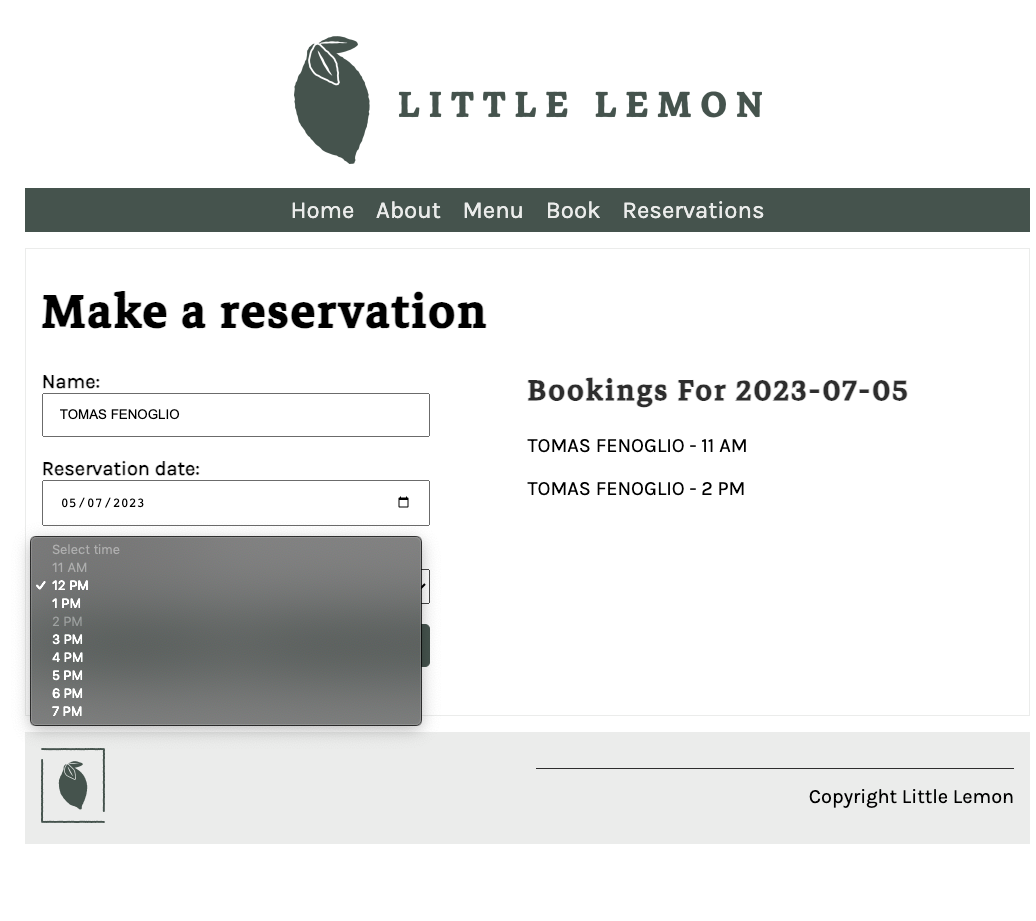 LITTLE LEMON
Home About Menu Book Reservations
Make a reservation
Name:
TOMAS FENOGLIO
Reservation date:
05/07/2023
Select time
11 AM
12 PM
1 PM
2 PM
3 PM
4 PM
5 PM
6 PM
7 PM
Bookings For 2023-07-05
TOMAS FENOGLIO - 11 AM
TOMAS FENOGLIO - 2 PM
Copyright Little Lemon